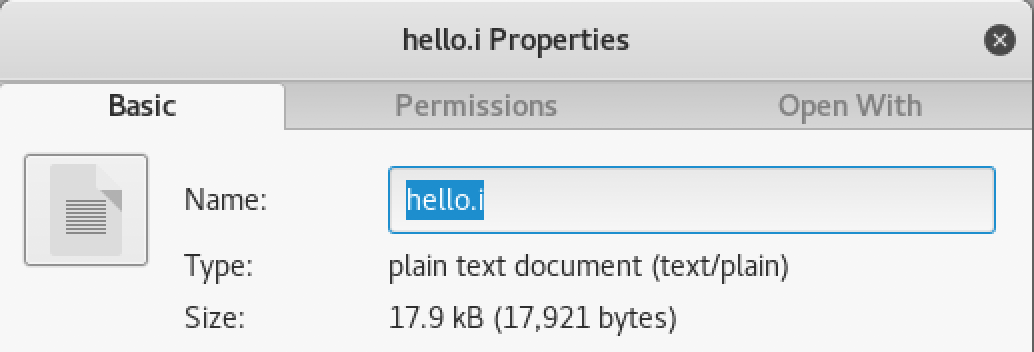 hello.i Properties
Basic Permissions Open With
Name: hello.i
Type: plain text document (text/plain)
Size: 17.9 kB (17,921 bytes)